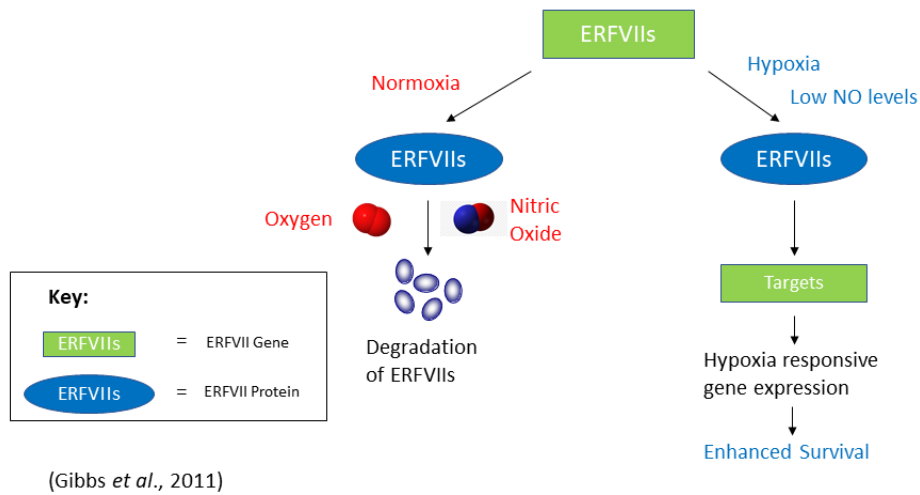 ERFVIIs
Normoxia
Hypoxia
Low NO levels
ERFVIIs
ERFVIIs
Oxygen
Nitric
Oxide
Targets
Degradation
of ERFVIIs
Hypoxia responsive
gene expression
Enhanced Survival
Key:
ERFVIIs = ERFVII Gene
ERFVIIs = ERFVII Protein
(Gibbs et al., 2011)